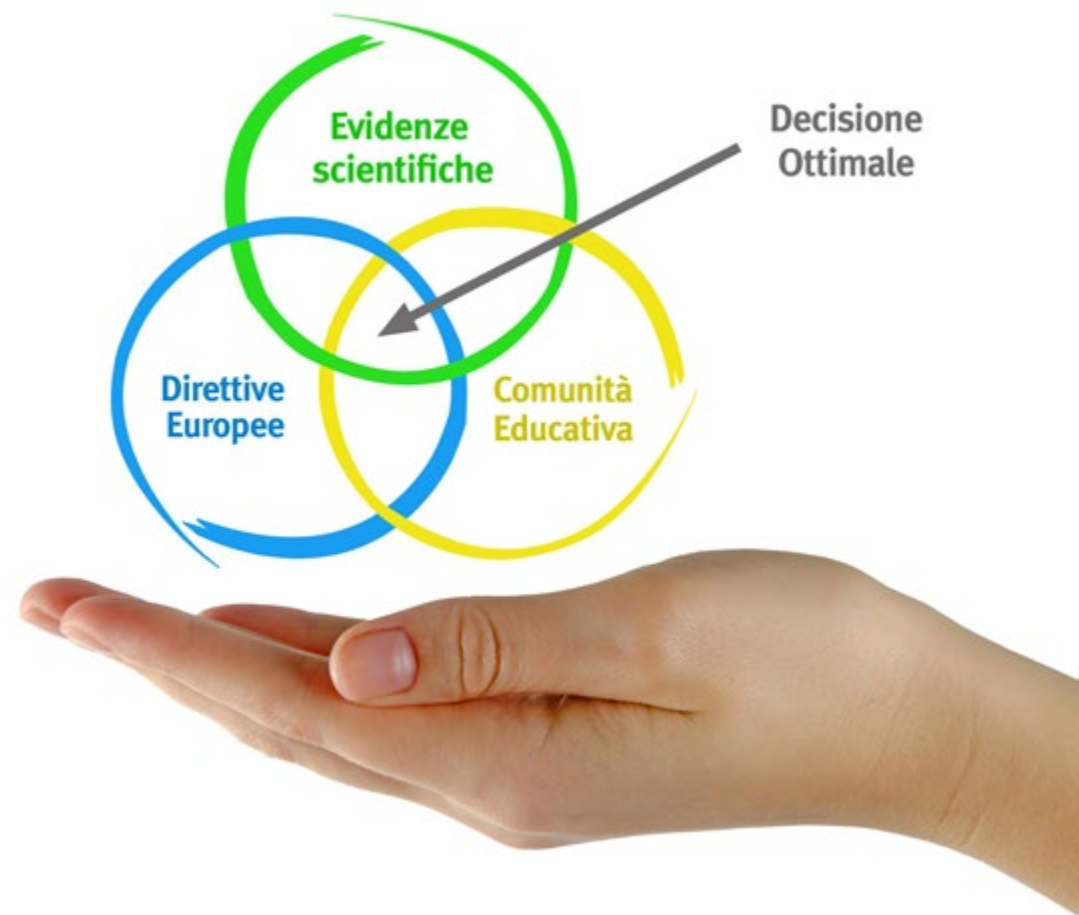 Evidenze
scientifiche
Decisione
Ottimale
Direttive
Europee
Comunità
Educativa